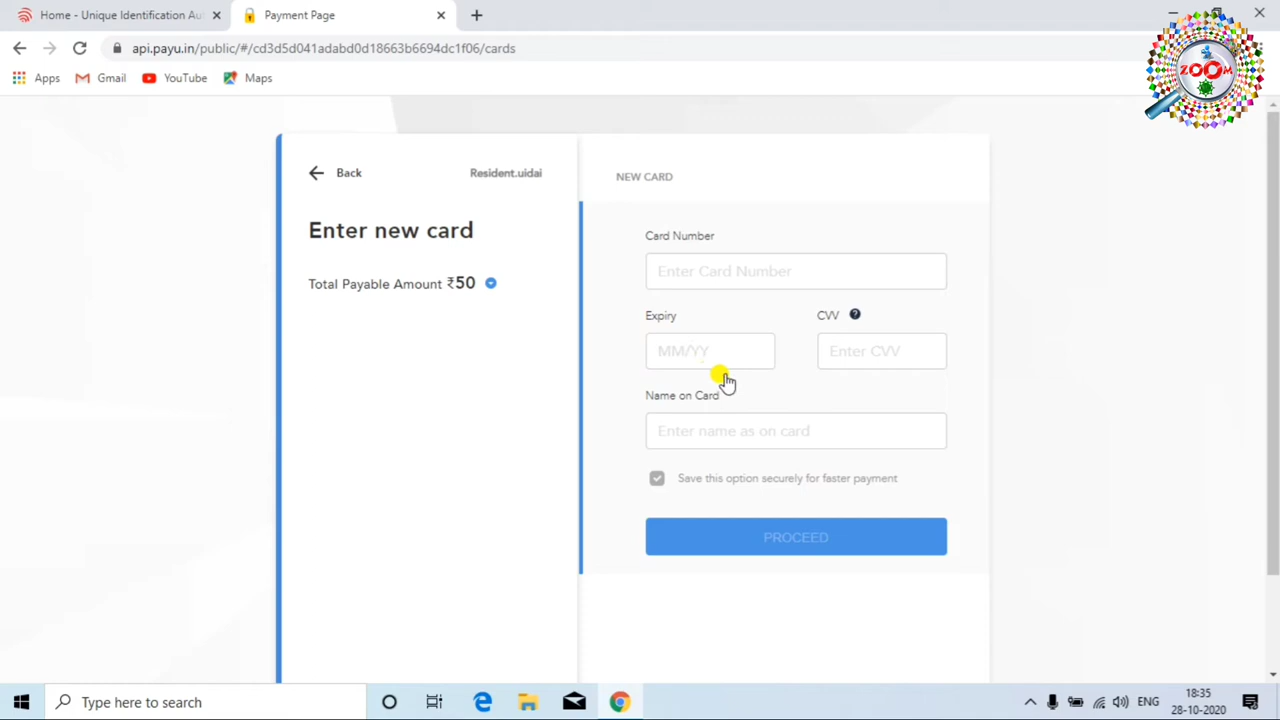 Home - Unique Identification Aut
Payment Page
api.payu.in/public/#/cd3d5d041adabd0d18663b6694dc1f06/cards
Apps
Gmail
YouTube
Maps
ZOOM
Back
Resident.uidai
Enter new card
Total Payable Amount ₹50
NEW CARD
Card Number
Enter Card Number
Expiry
CVV ?
MM/YY
Enter CVV
Name on Card
Enter name as on card
Save this option securely for faster payment
PROCEED
Type here to search
ENG
18:35
28-10-2020